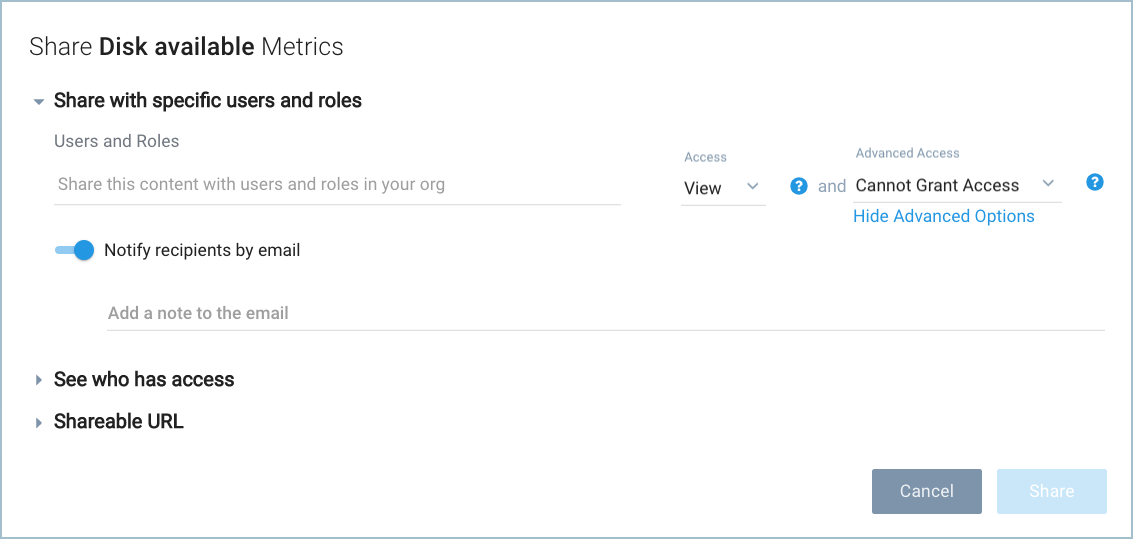 Share Disk available Metrics
Share with specific users and roles
Users and Roles
Share this content with users and roles in your org
Access
View
?
and
Advanced Access
Cannot Grant Access
?
Hide Advanced Options
Notify recipients by email
Add a note to the email
See who has access
Shareable URL
Cancel
Share